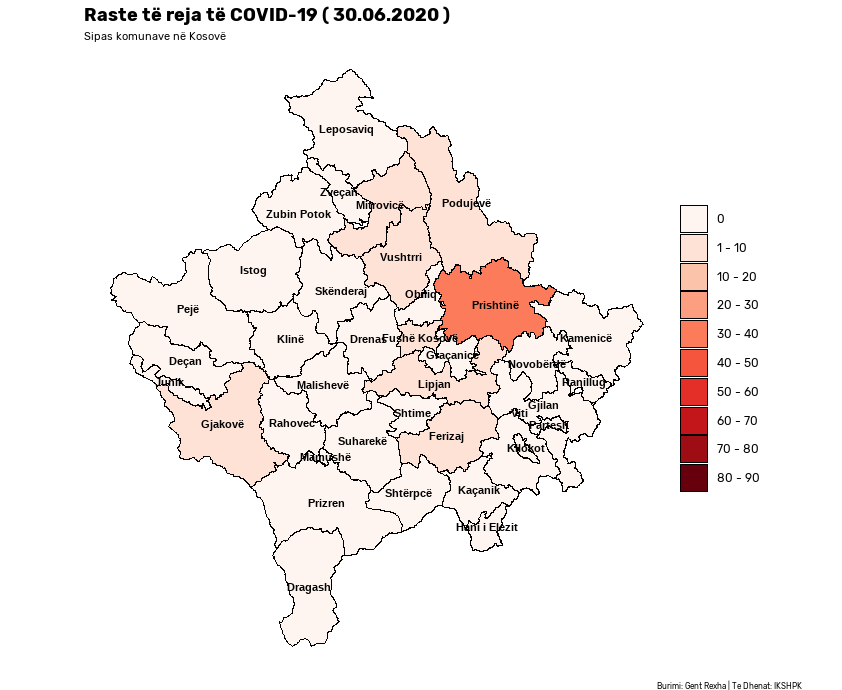 Raste të reja të COVID-19 ( 30.06.2020 )
Sipas komunave në Kosovë
Leposaviq
Zveçan
Zubin Potok
Mitrovicë
Podujevë
Vushtrri
Istog
Skënderaj
Obiliq
Prishtinë
Pejë
Klinë
Drenas
Fushë Kosovë
Kamenicë
Graçanicë
Novobërdë
Deçan
Junik
Malishevë
Lipjan
Ranillug
Gjilan
Shtime
Viti
Partesh
Gjakovë
Rahovec
Suharekë
Ferizaj
Kllokot
Mamushë
Prizren
Shtërpcë
Kaçanik
Hani i Elezit
Dragash
0
1 - 10
10 - 20
20 - 30
30 - 40
40 - 50
50 - 60
60 - 70
70 - 80
80 - 90
Burimi: Gent Rexha | Te Dhenat: IKSHPK